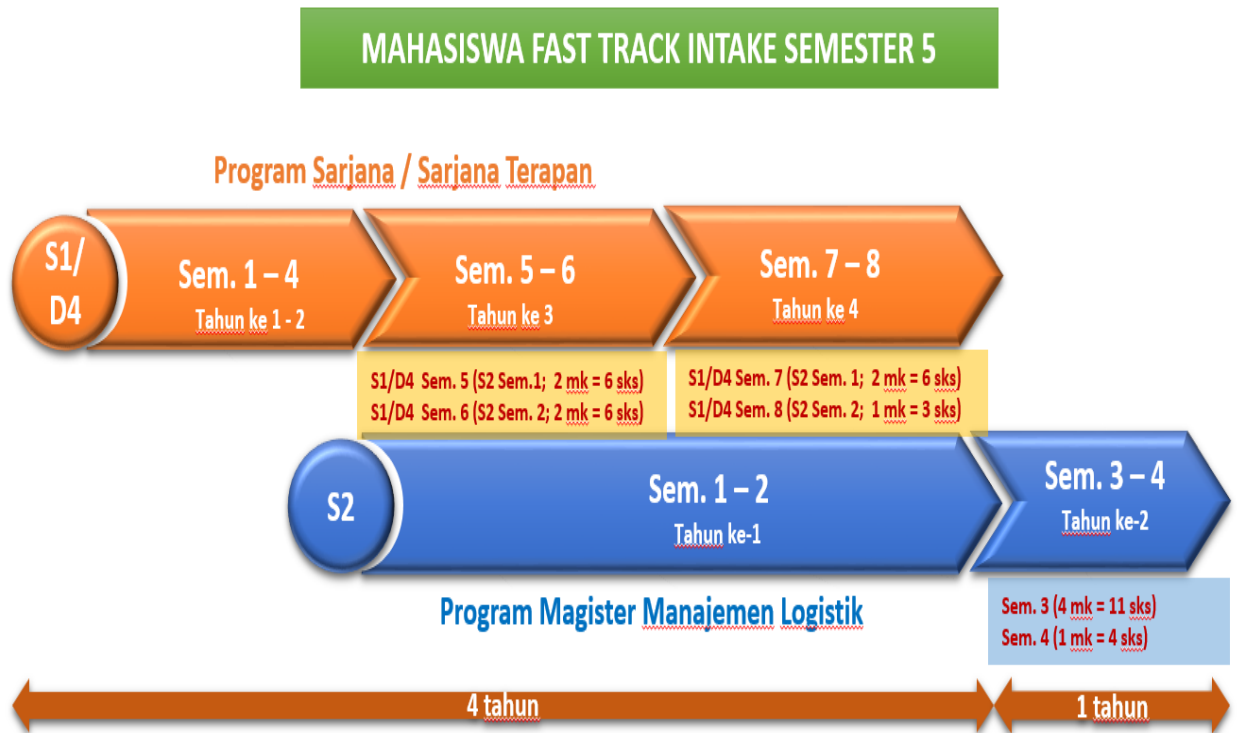 MAHASISWA FAST TRACK INTAKE SEMESTER 5
Program Sarjana / Sarjana Terapan
S1/
D4
Sem. 1 – 4
Tahun ke 1 - 2
Sem. 5 – 6
Tahun ke 3
Sem. 7 – 8
Tahun ke 4
S1/D4 Sem. 5 (S2 Sem.1; 2 mk = 6 sks)
S1/D4 Sem. 6 (S2 Sem. 2; 2 mk = 6 sks)
S1/D4 Sem. 7 (S2 Sem. 1; 2 mk = 6 sks)
S1/D4 Sem. 8 (S2 Sem. 2; 1 mk = 3 sks)
S2
Sem. 1 – 2
Tahun ke-1
Sem. 3 – 4
Tahun ke-2
Program Magister Manajemen Logistik
Sem. 3 (4 mk = 11 sks)
Sem. 4 (1 mk = 4 sks)
4 tahun
1 tahun